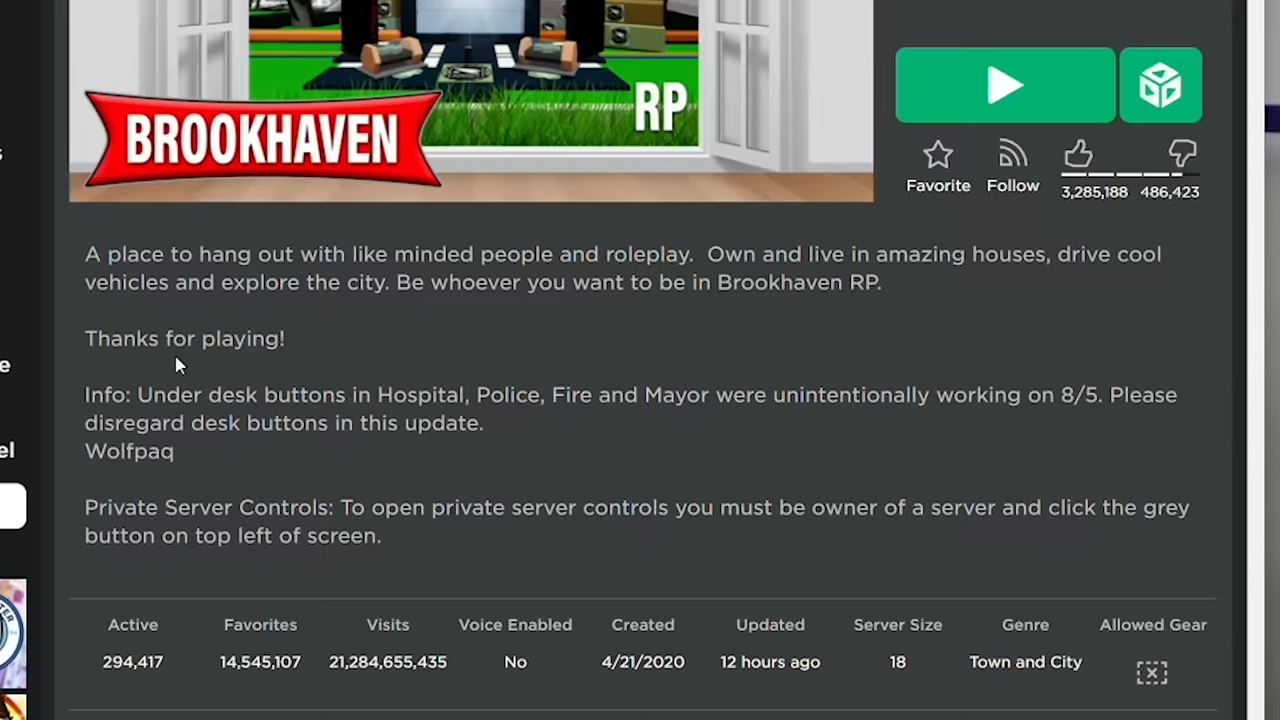 BROOKHAVEN
RP
Favorite
Follow
3,285,188
486,423
A place to hang out with like minded people and roleplay.  Own and live in amazing houses, drive cool
vehicles and explore the city. Be whoever you want to be in Brookhaven RP.
Thanks for playing!
Info: Under desk buttons in Hospital, Police, Fire and Mayor were unintentionally working on 8/5. Please
disregard desk buttons in this update.
Wolfpaq
Private Server Controls: To open private server controls you must be owner of a server and click the grey
button on top left of screen.
Active Favorites Visits Voice Enabled Created Updated Server Size Genre Allowed Gear
294,417 14,545,107 21,284,655,435 No 4/21/2020 12 hours ago 18 Town and City